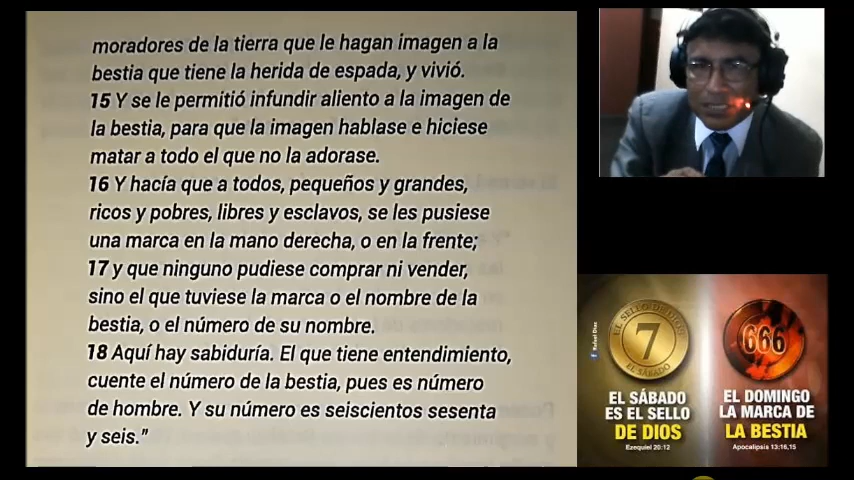 moradores de la tierra que le hagan imagen a la
bestia que tiene la herida de espada, y vivió.
15 Y se le permitió infundir aliento a la imagen de
la bestia, para que la imagen hablase e hiciese
matar a todo el que no la adorase.
16 Y hacía que a todos, pequeños y grandes,
ricos y pobres, libres y esclavos, se les pusiese
una marca en la mano derecha, o en la frente;
17 y que ninguno pudiese comprar ni vender,
sino el que tuviese la marca o el nombre de la
bestia, o el número de su nombre.
18 Aquí hay sabiduría. El que tiene entendimiento,
cuente el número de la bestia, pues es número
de hombre. Y su número es seiscientos sesenta
y seis.”
EL SELLO DE DIOS
7
EL SÁBADO
Rafael Díaz
EL SÁBADO
ES EL SELLO
DE DIOS
Ezequiel 20:12
666
EL DOMINGO
LA MARCA DE
LA BESTIA
Apocalipsis 13:16,15